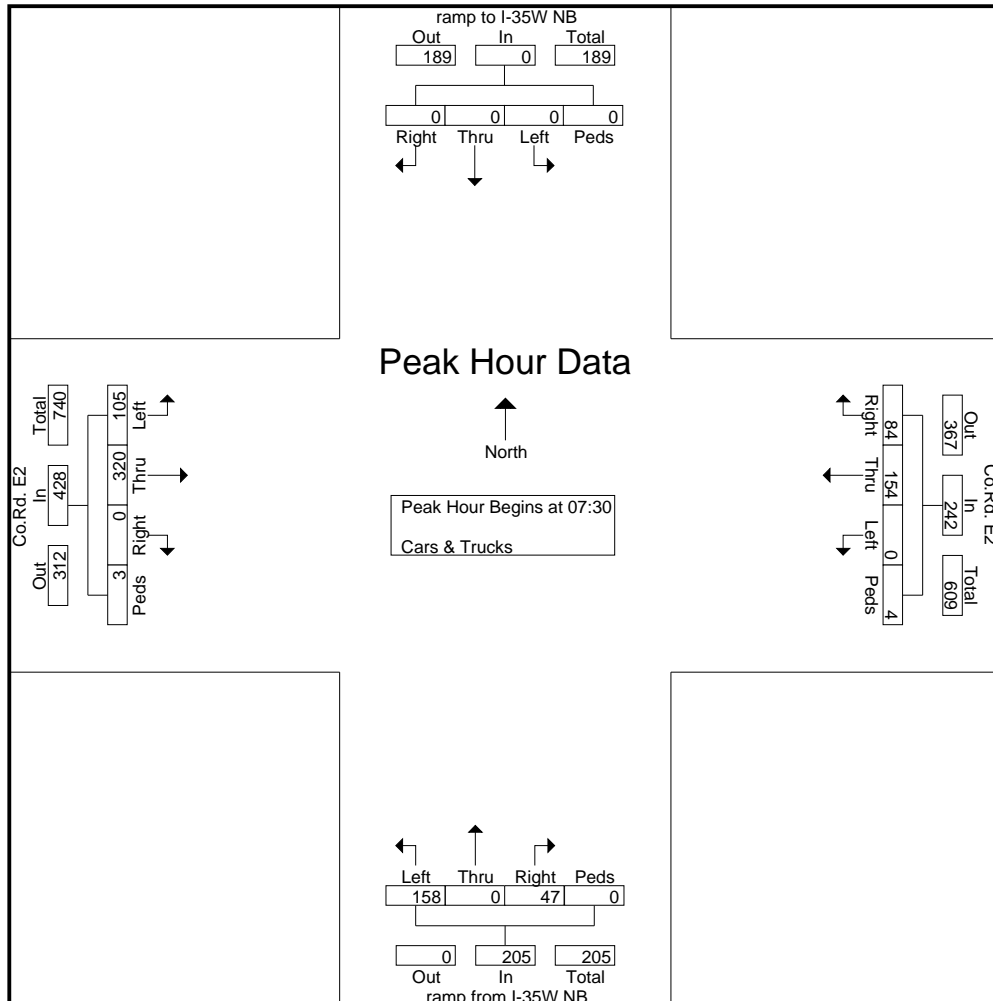 ramp to I-35W NB
Out In Total
189 0 189
0 0 0 0
Right Thru Left Peds
Peak Hour Data
North
Peak Hour Begins at 07:30
Cars & Trucks
Co.Rd. E2
Out In Total
312 428 740
3 0 320 105
Peds Right Thru Left
Co.Rd. E2
Out In Total
367 242 609
84 154 0 4
Right Thru Left Peds
Left Thru Right Peds
158 0 47 0
0 205 205
Out In Total
ramp from I-35W NB